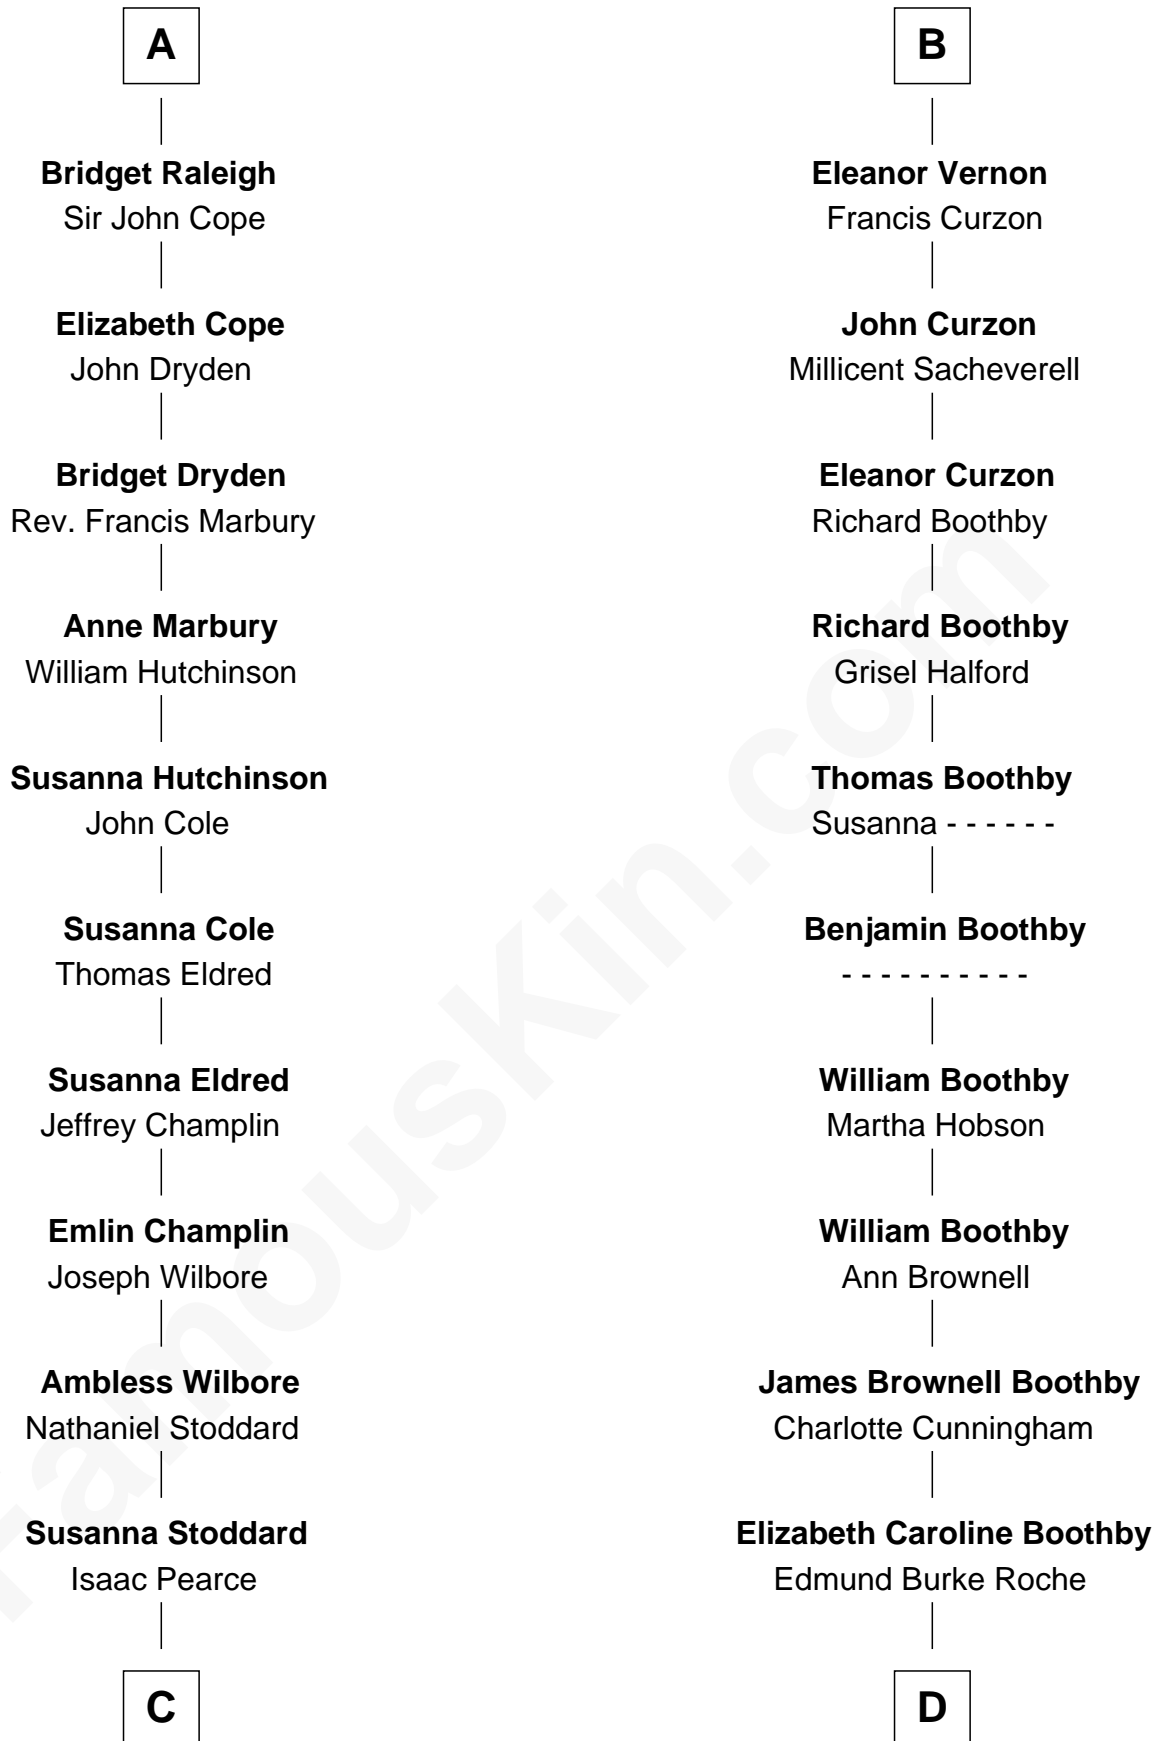 A
Bridget Raleigh
Sir John Cope
Elizabeth Cope
John Dryden
Bridget Dryden
Rev. Francis Marbury
Anne Marbury
William Hutchinson
Susanna Hutchinson
John Cole
Susanna Cole
Thomas Eldred
Susanna Eldred
Jeffrey Champlin
Emlin Champlin
Joseph Wilbore
Ambless Wilbore
Nathaniel Stoddard
Susanna Stoddard
Isaac Pearce
C
B
Eleanor Vernon
Francis Curzon
John Curzon
Millicent Sacheverell
Eleanor Curzon
Richard Boothby
Richard Boothby
Grisel Halford
Thomas Boothby
Susanna - - - - - -
Benjamin Boothby
- - - - - - - - - -
William Boothby
Martha Hobson
William Boothby
Ann Brownell
James Brownell Boothby
Charlotte Cunningham
Elizabeth Caroline Boothby
Edmund Burke Roche
D
FamousKin.com